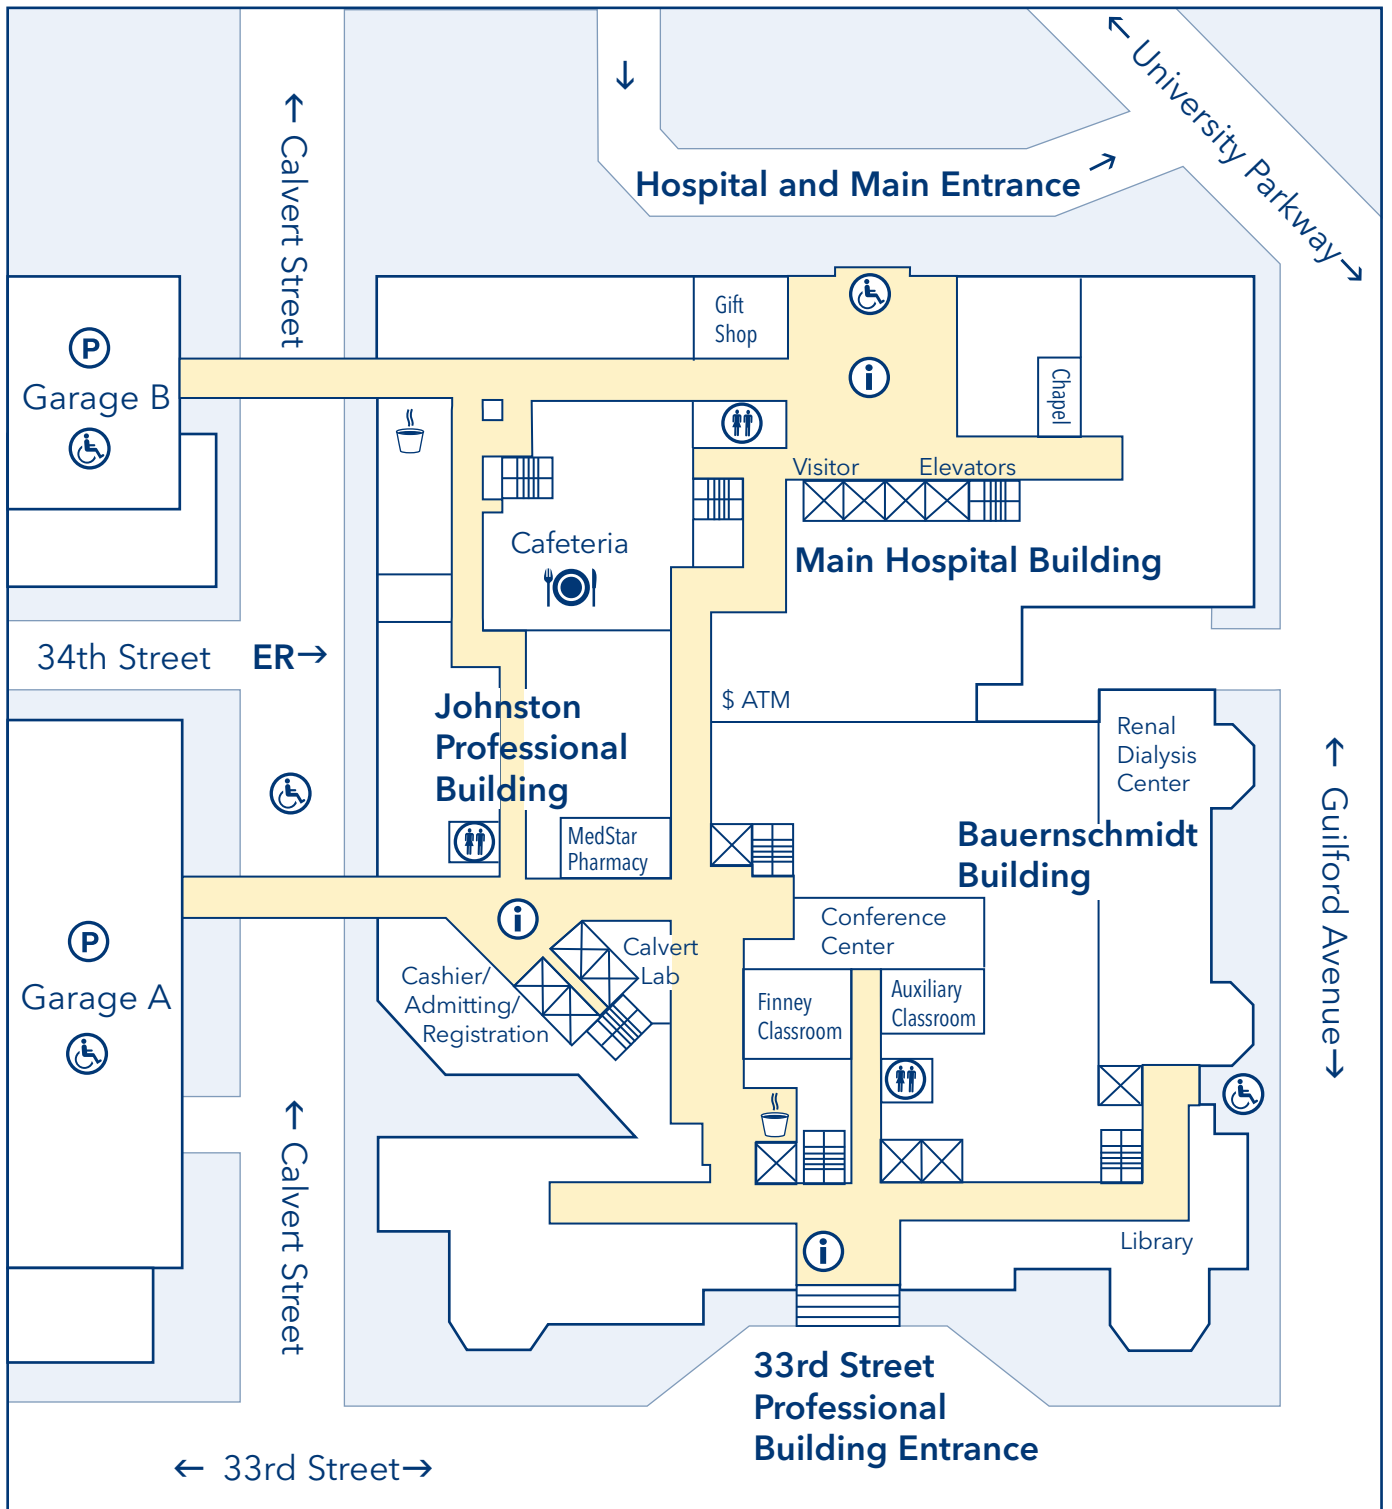 ← University Parkway→
↓
← Calvert Street
Hospital and Main Entrance →
Gift
Shop
P
Garage B
i
Chapel
Visitor Elevators
Cafeteria
Main Hospital Building
34th Street ER→
Johnston
Professional
Building
$ ATM
Renal
Dialysis
Center
← Guilford Avenue→
MedStar
Pharmacy
Bauernschmidt
Building
P
Garage A
i
Conference
Center
Calvert
Lab
Cashier/
Admitting/
Registration
Finney
Classroom
Auxiliary
Classroom
← Calvert Street
i
Library
33rd Street
Professional
Building Entrance
← 33rd Street→